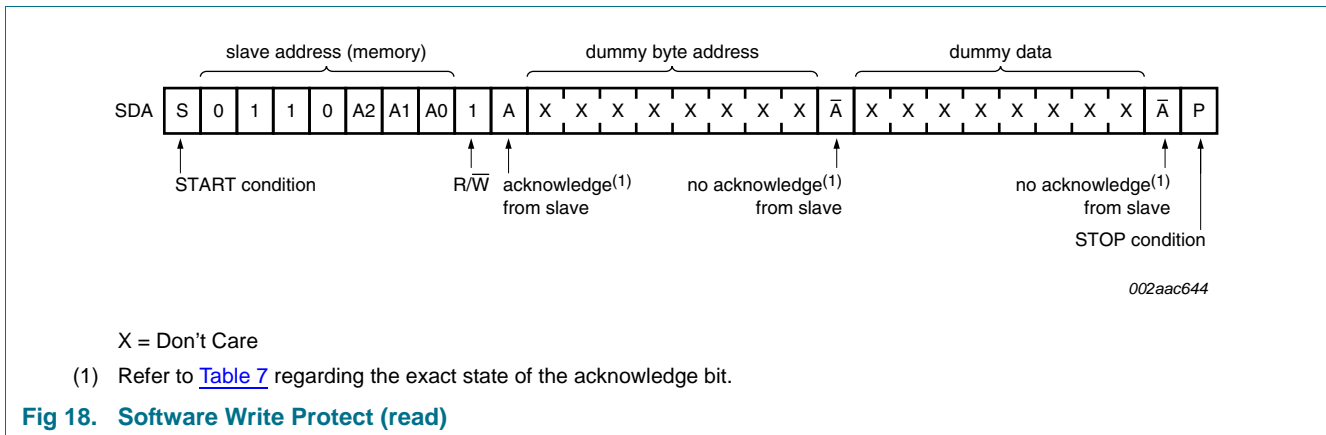 slave address (memory) dummy byte address dummy data
SDA S 0 1 1 0 A2 A1 A0 1 A X X X X X X X X A̅ X X X X X X X X A̅ P
START condition R/W̅ acknowledge(1) no acknowledge(1) no acknowledge(1)
from slave from slave from slave
STOP condition
002aac644
X = Don't Care
(1) Refer to Table 7 regarding the exact state of the acknowledge bit.
Fig 18. Software Write Protect (read)